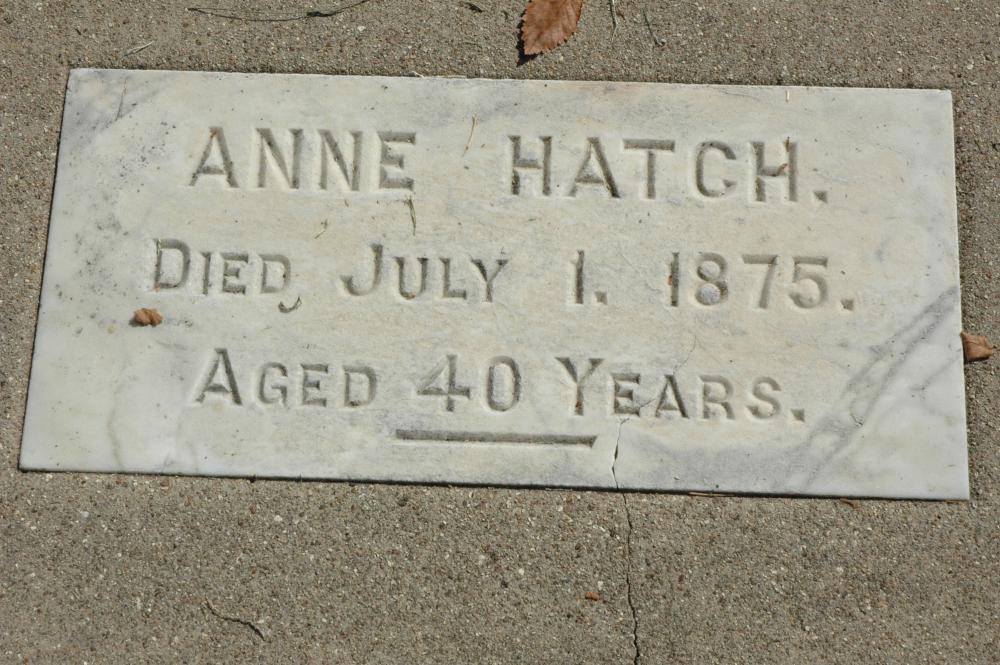 ANNE HATCH.
DIED JULY 1. 1875.
AGED 40 YEARS.